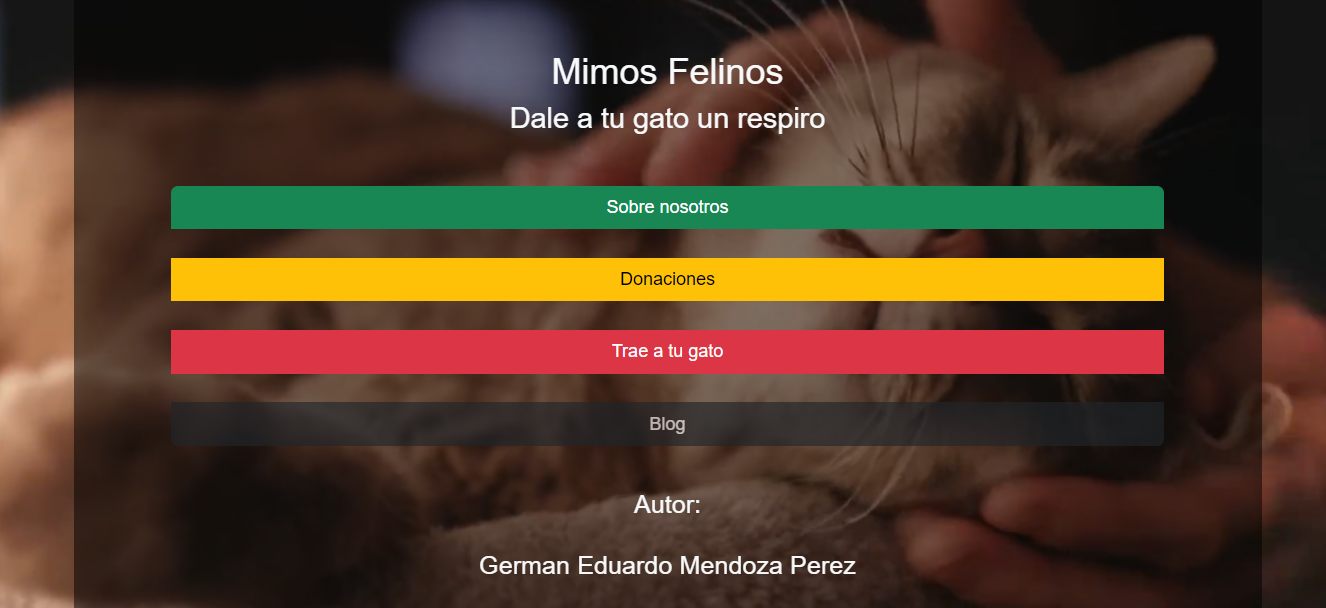 Mimos Felinos
Dale a tu gato un respiro
Sobre nosotros
Donaciones
Trae a tu gato
Blog
Autor:
German Eduardo Mendoza Perez